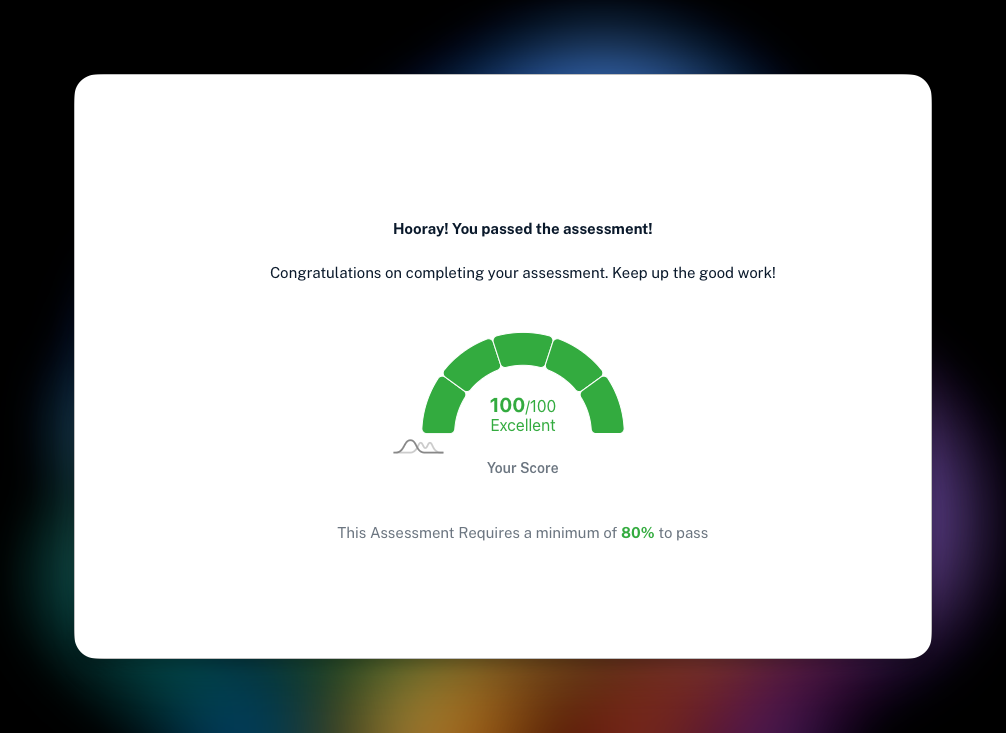 Hooray! You passed the assessment!
Congratulations on completing your assessment. Keep up the good work!
100/100
Excellent
Your Score
This Assessment Requires a minimum of 80% to pass